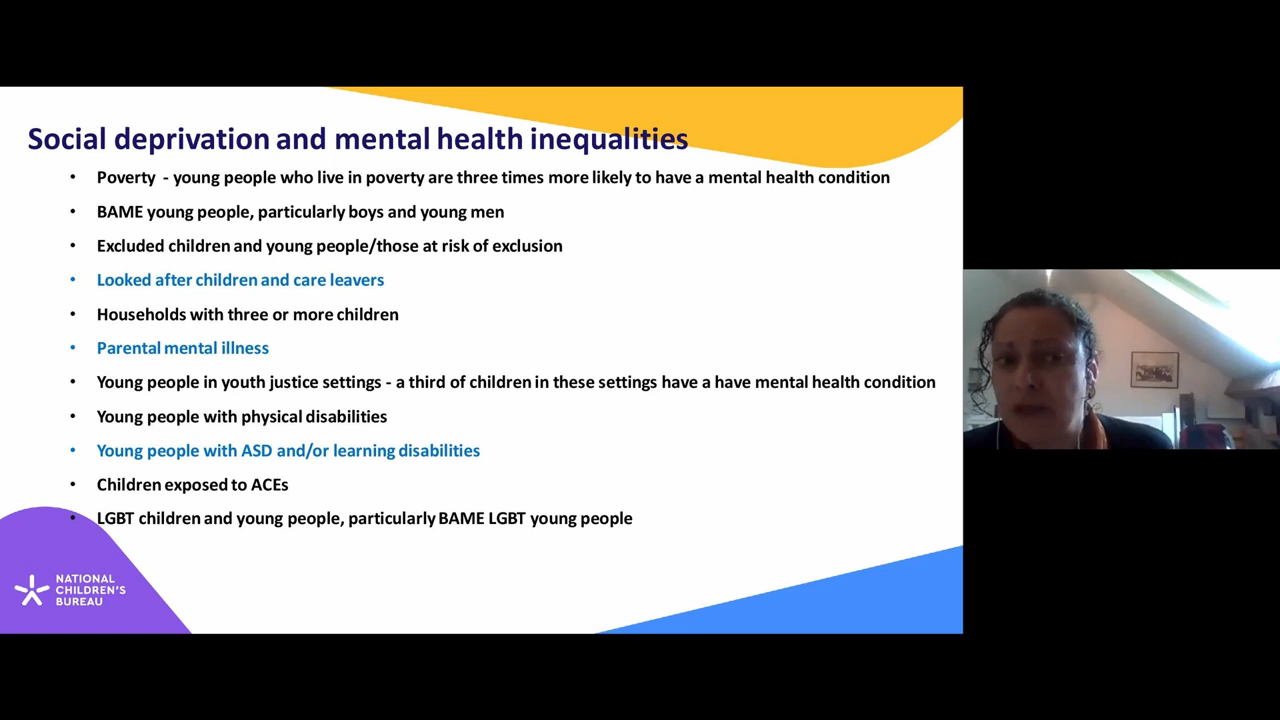 Social deprivation and mental health inequalities
• Poverty - young people who live in poverty are three times more likely to have a mental health condition
• BAME young people, particularly boys and young men
• Excluded children and young people/those at risk of exclusion
• Looked after children and care leavers
• Households with three or more children
• Parental mental illness
• Young people in youth justice settings - a third of children in these settings have a have mental health condition
• Young people with physical disabilities
• Young people with ASD and/or learning disabilities
• Children exposed to ACEs
• LGBT children and young people, particularly BAME LGBT young people
NATIONAL
CHILDREN'S
BUREAU